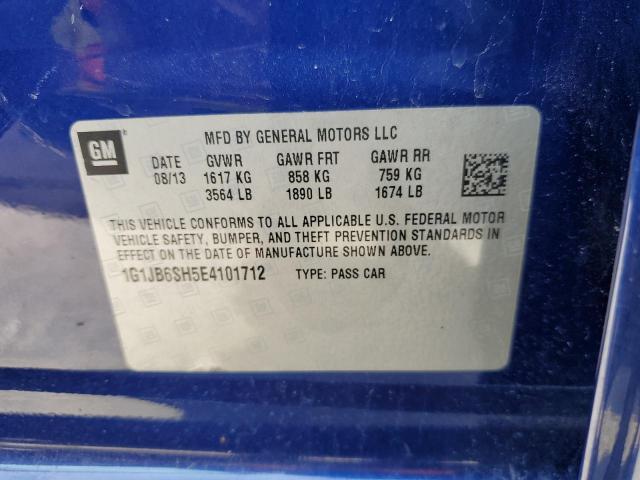 GM
MFD BY GENERAL MOTORS LLC
08/13 GVWR GAWR FRT GAWR RR
1617 KG 858 KG 759 KG
3564 LB 1890 LB 1674 LB
THIS VEHICLE CONFORMS TO ALL APPLICABLE U.S. FEDERAL MOTOR
VEHICLE SAFETY, BUMPER, AND THEFT PREVENTION STANDARDS IN
EFFECT ON THE DATE OF MANUFACTURE SHOWN ABOVE.
1G1JB6SH5E4101712 TYPE: PASS CAR